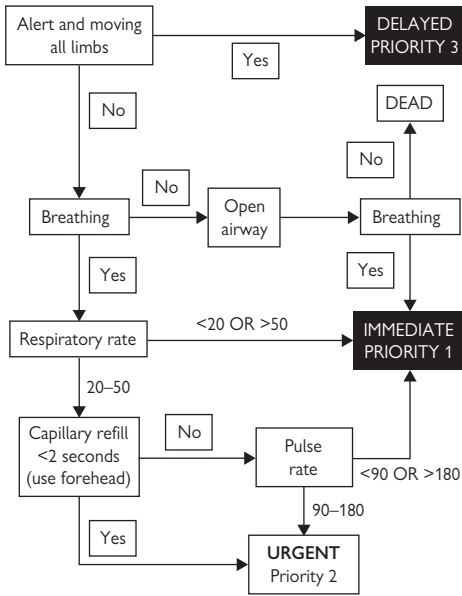 Alert and moving
all limbs
Yes
DELAYED
PRIORITY 3
No
DEAD
No
No
Breathing
Open
airway
Breathing
Yes
Yes
Respiratory rate
<20 OR >50
IMMEDIATE
PRIORITY 1
20–50
Capillary refill
<2 seconds
(use forehead)
No
Pulse
rate
<90 OR >180
90–180
Yes
URGENT
Priority 2